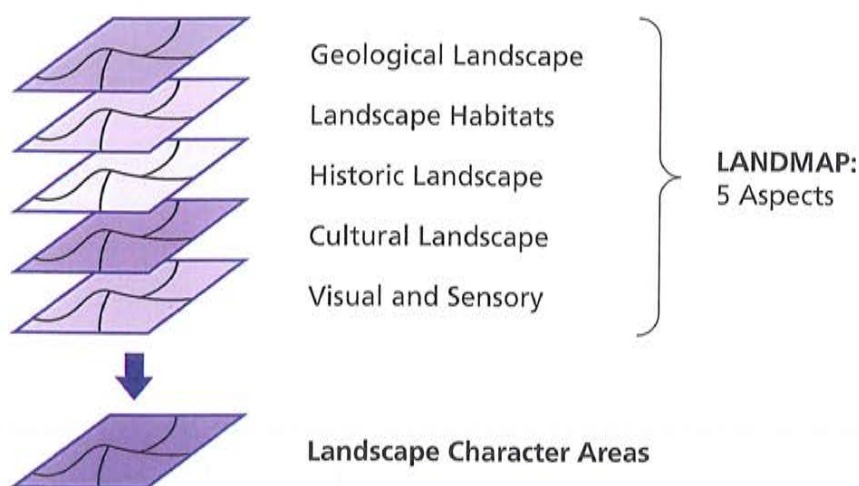 Geological Landscape
Landscape Habitats
Historic Landscape
Cultural Landscape
Visual and Sensory
LANDMAP:
5 Aspects
Landscape Character Areas